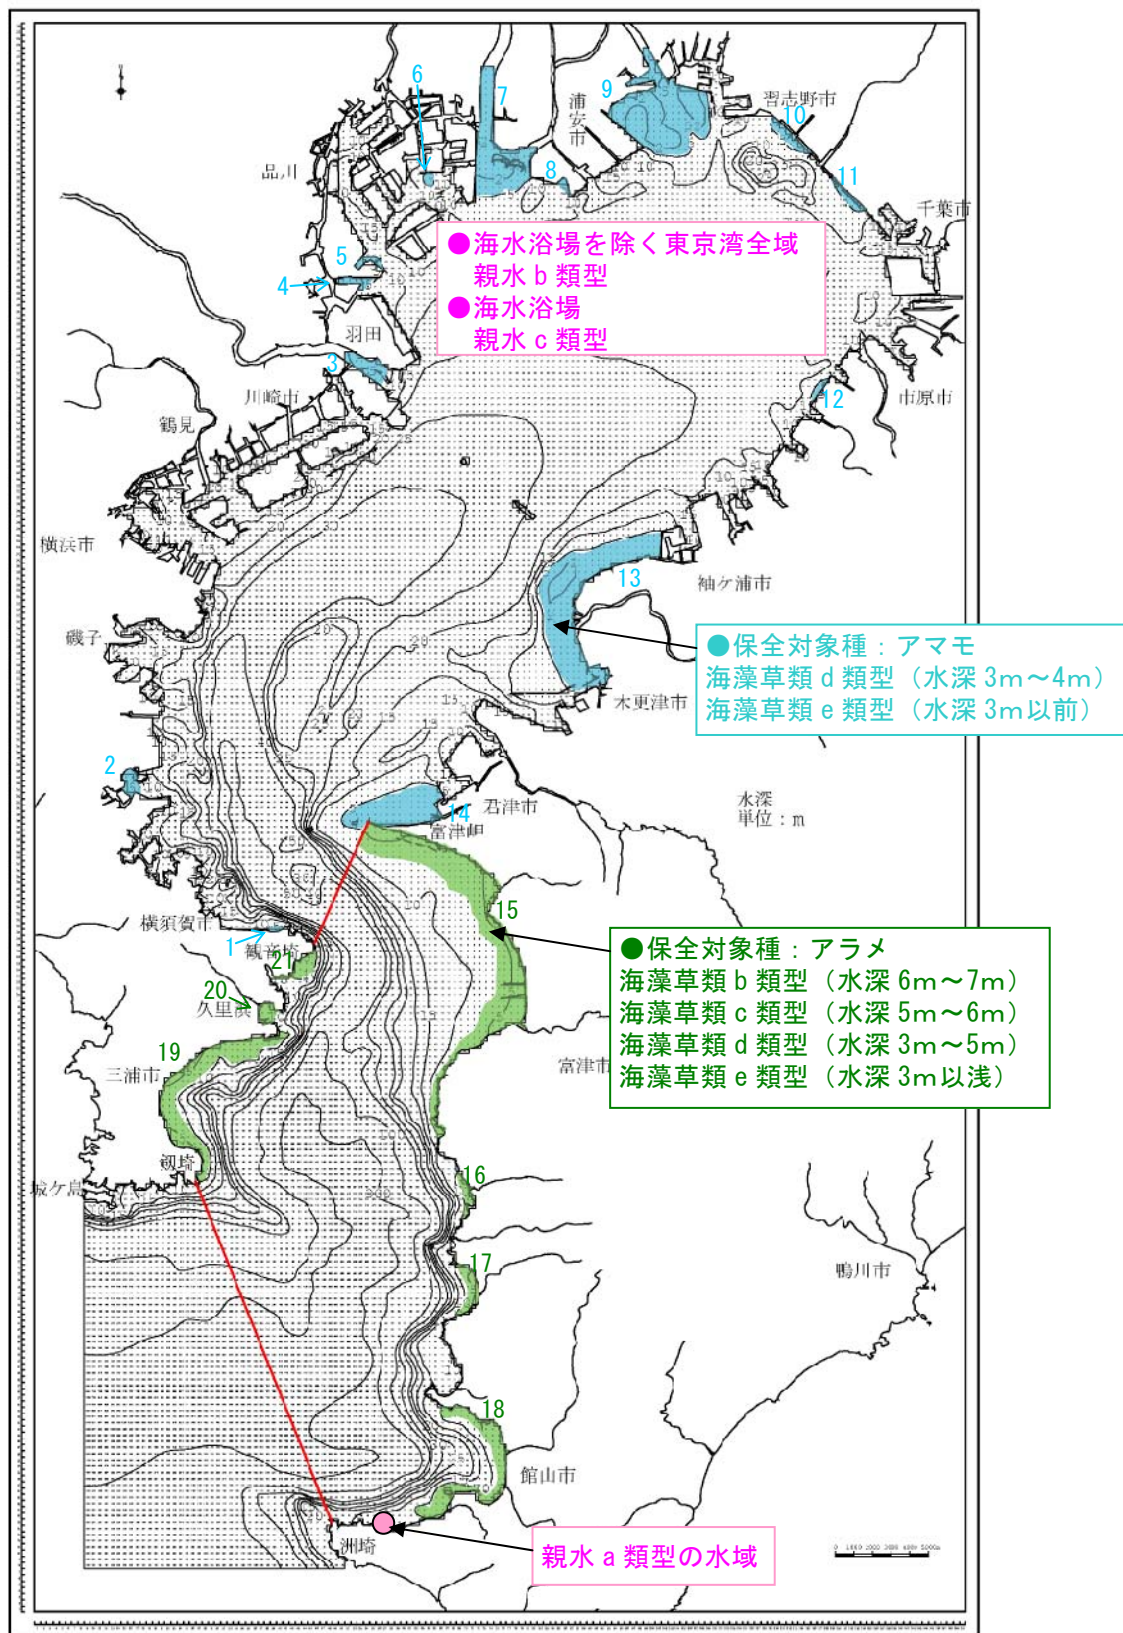 6
7
9
浦安市
習志野市
10
品川
8
11
千葉市
●海水浴場を除く東京湾全域
親水ｂ類型
●海水浴場
親水ｃ類型
5
4
羽田
3
川崎市
12
市原市
鶴見
横浜市
13
袖ケ浦市
磯子
●保全対象種：アマモ
海藻草類ｄ類型（水深 3ｍ～4ｍ）
海藻草類ｅ類型（水深 3ｍ以前）
木更津市
2
君津市
14
富津岬
水深
単位：ｍ
15
横須賀市
1
観音埼
21
●保全対象種：アラメ
海藻草類ｂ類型（水深 6ｍ～7ｍ）
海藻草類ｃ類型（水深 5ｍ～6ｍ）
海藻草類ｄ類型（水深 3ｍ～5ｍ）
海藻草類ｅ類型（水深 3ｍ以浅）
20
久里浜
19
三浦市
富津市
剱埼
城ケ島
16
17
鴨川市
18
館山市
洲埼
親水ａ類型の水域
0 1000 2000 3000 4000 5000m